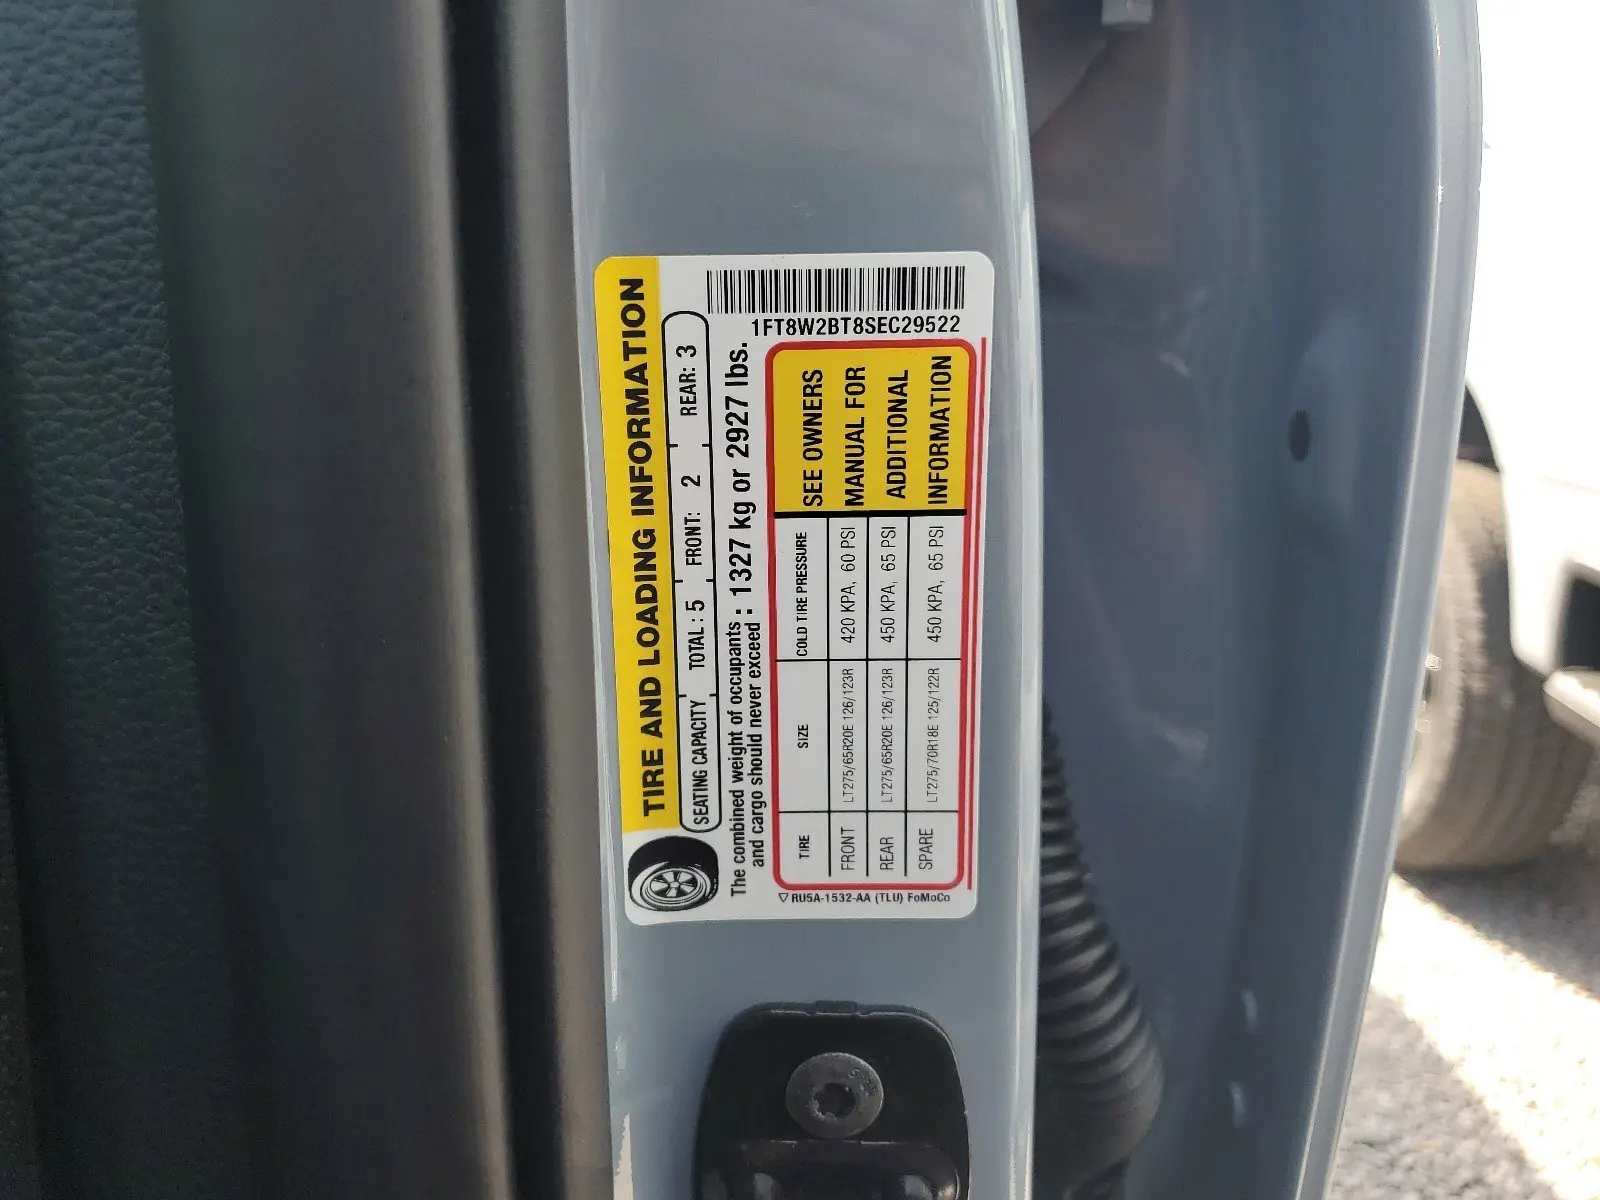 TIRE AND LOADING INFORMATION
SEATING CAPACITY TOTAL: 5 FRONT: 2 REAR: 3
The combined weight of occupants
and cargo should never exceed : 1327 kg or 2927 lbs.
1FT8W2BT8SEC29522
TIRE SIZE COLD TIRE PRESSURE
FRONT LT275/65R20E 126/123R 420 KPA, 60 PSI
REAR LT275/65R20E 126/123R 450 KPA, 65 PSI
SPARE LT275/70R18E 125/122R 450 KPA, 65 PSI
SEE OWNERS
MANUAL FOR
ADDITIONAL
INFORMATION
▽ RU5A-1532-AA (TLU) FoMoCo